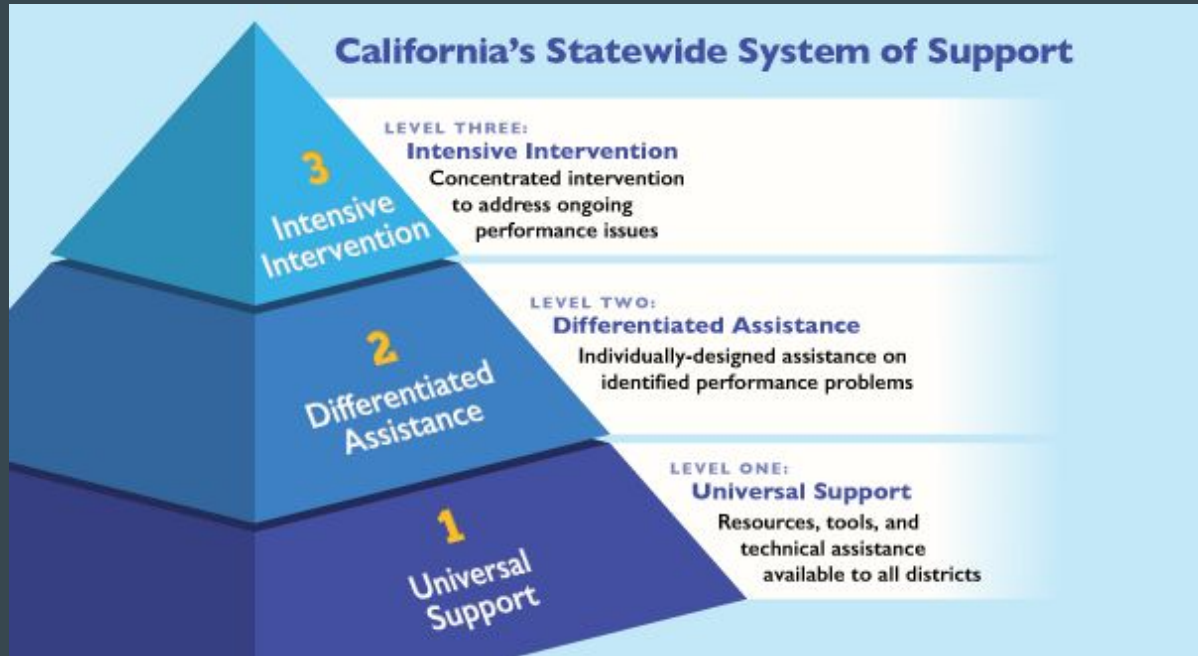 California's Statewide System of Support
LEVEL THREE:
Intensive Intervention
Concentrated intervention
to address ongoing
performance issues
3
Intensive
Intervention
LEVEL TWO:
Differentiated Assistance
Individually-designed assistance on
identified performance problems
2
Differentiated
Assistance
LEVEL ONE:
Universal Support
Resources, tools, and
technical assistance
available to all districts
1
Universal
Support